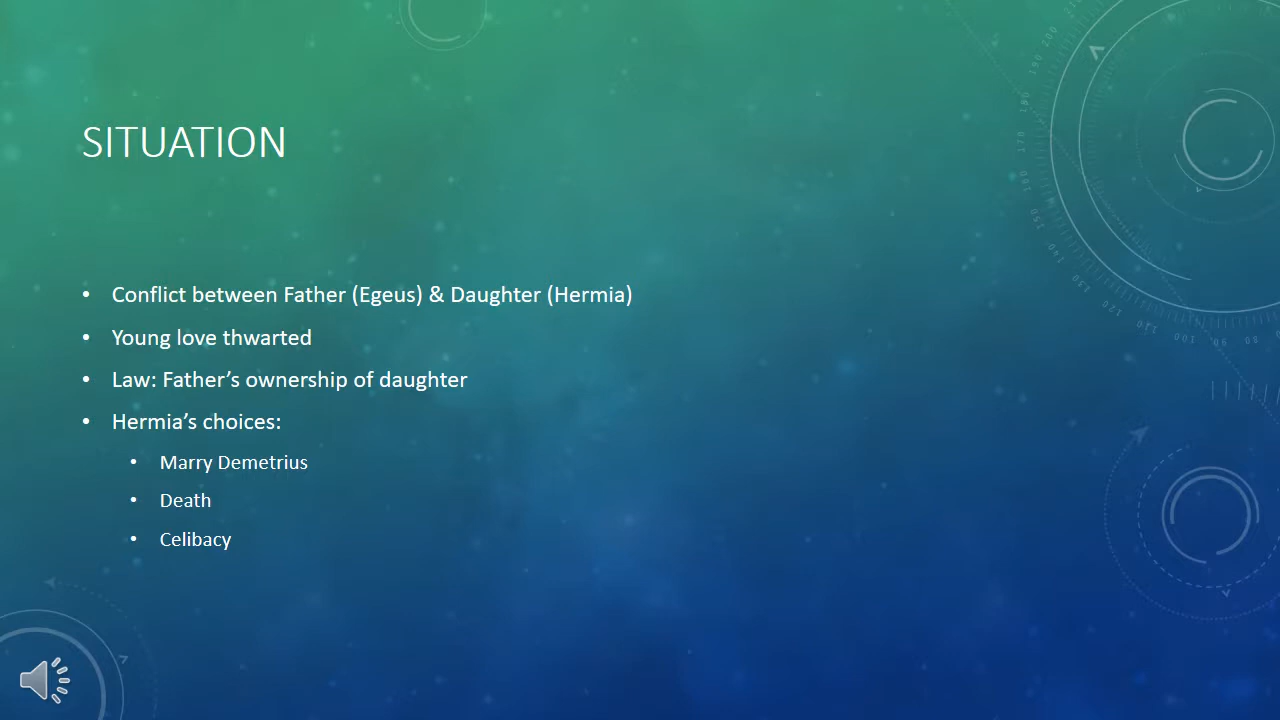 SITUATION
• Conflict between Father (Egeus) & Daughter (Hermia)
• Young love thwarted
• Law: Father’s ownership of daughter
• Hermia’s choices:
• Marry Demetrius
• Death
• Celibacy